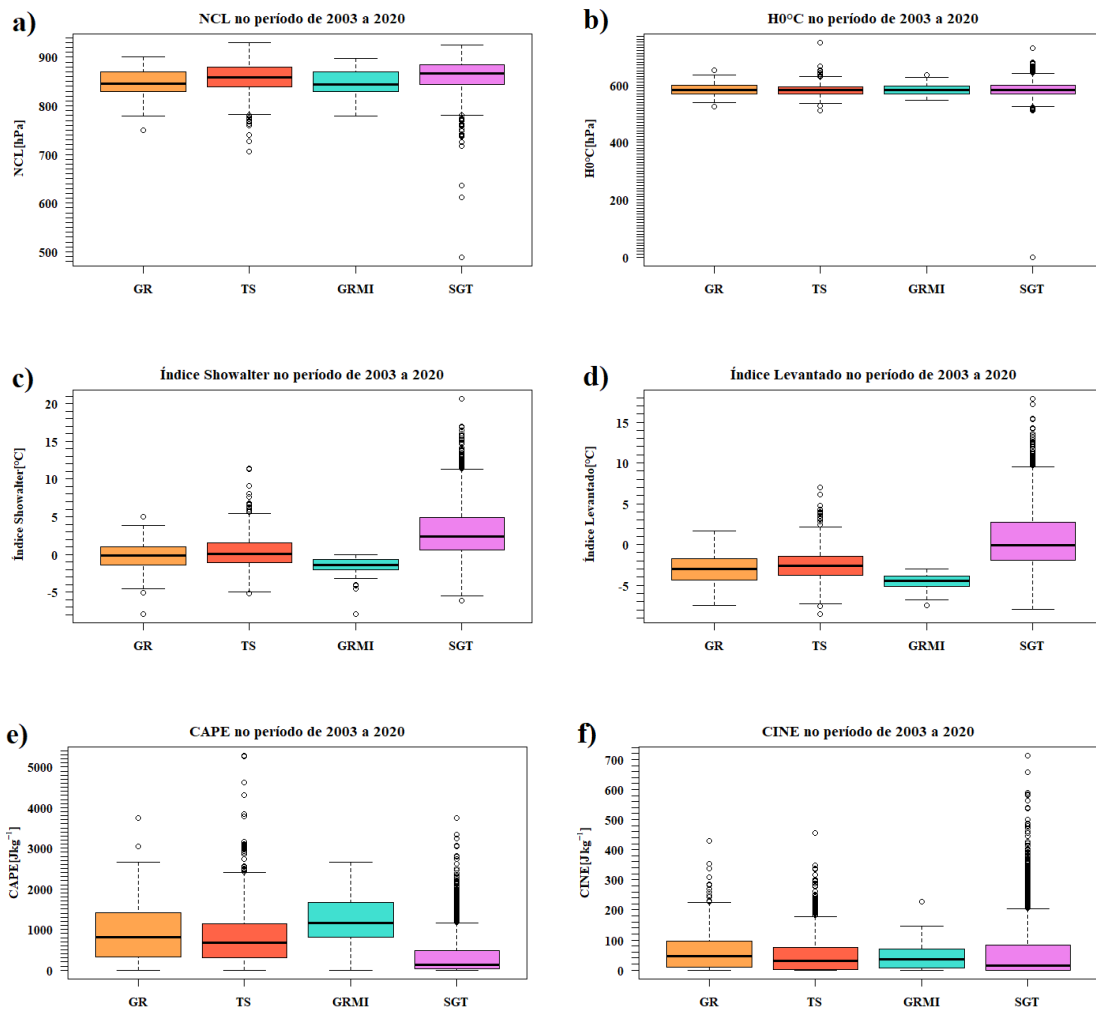 a)
NCL no período de 2003 a 2020
NCL[hPa]
900
800
700
600
500
GR TS GRMI SGT
b)
H0°C no período de 2003 a 2020
H0°C[hPa]
600
400
200
0
GR TS GRMI SGT
c)
Índice Showalter no período de 2003 a 2020
Índice Showalter[°C]
20
15
10
5
0
-5
GR TS GRMI SGT
d)
Índice Levantado no período de 2003 a 2020
Índice Levantado[°C]
15
10
5
0
-5
GR TS GRMI SGT
e)
CAPE no período de 2003 a 2020
CAPE[Jkg⁻¹]
5000
4000
3000
2000
1000
0
GR TS GRMI SGT
f)
CINE no período de 2003 a 2020
CINE[Jkg⁻¹]
700
600
500
400
300
200
100
0
GR TS GRMI SGT